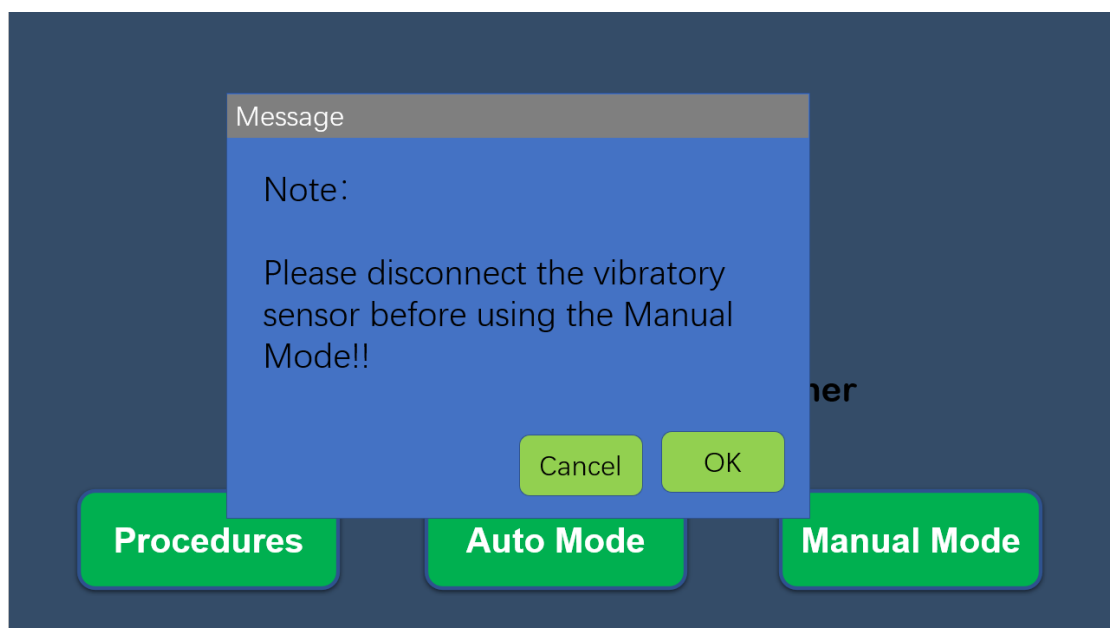 Message
Note:
Please disconnect the vibratory
sensor before using the Manual
Mode!!
Cancel
OK
Procedures
Auto Mode
Manual Mode